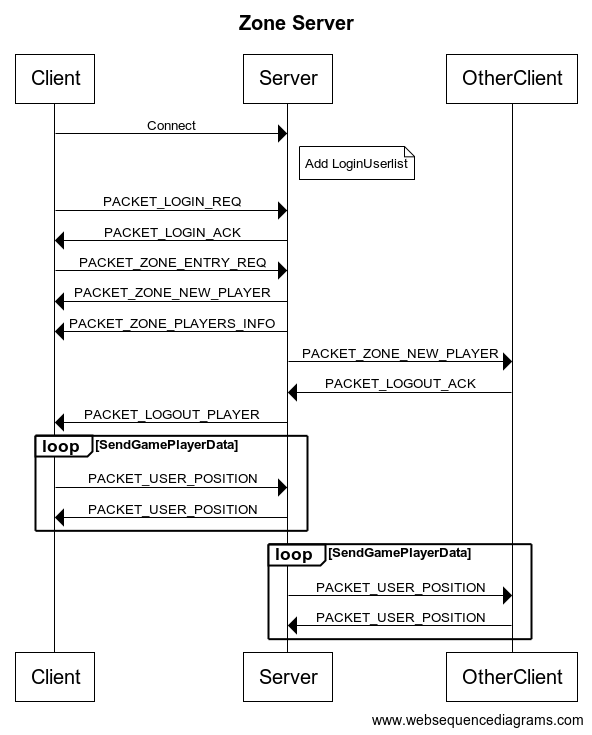 Zone Server
Client Server OtherClient
Connect
Add LoginUserlist
PACKET_LOGIN_REQ
PACKET_LOGIN_ACK
PACKET_ZONE_ENTRY_REQ
PACKET_ZONE_NEW_PLAYER
PACKET_ZONE_PLAYERS_INFO
PACKET_ZONE_NEW_PLAYER
PACKET_LOGOUT_ACK
PACKET_LOGOUT_PLAYER
loop [SendGamePlayerData]
PACKET_USER_POSITION
PACKET_USER_POSITION
loop [SendGamePlayerData]
PACKET_USER_POSITION
PACKET_USER_POSITION
Client Server OtherClient
www.websequencediagrams.com